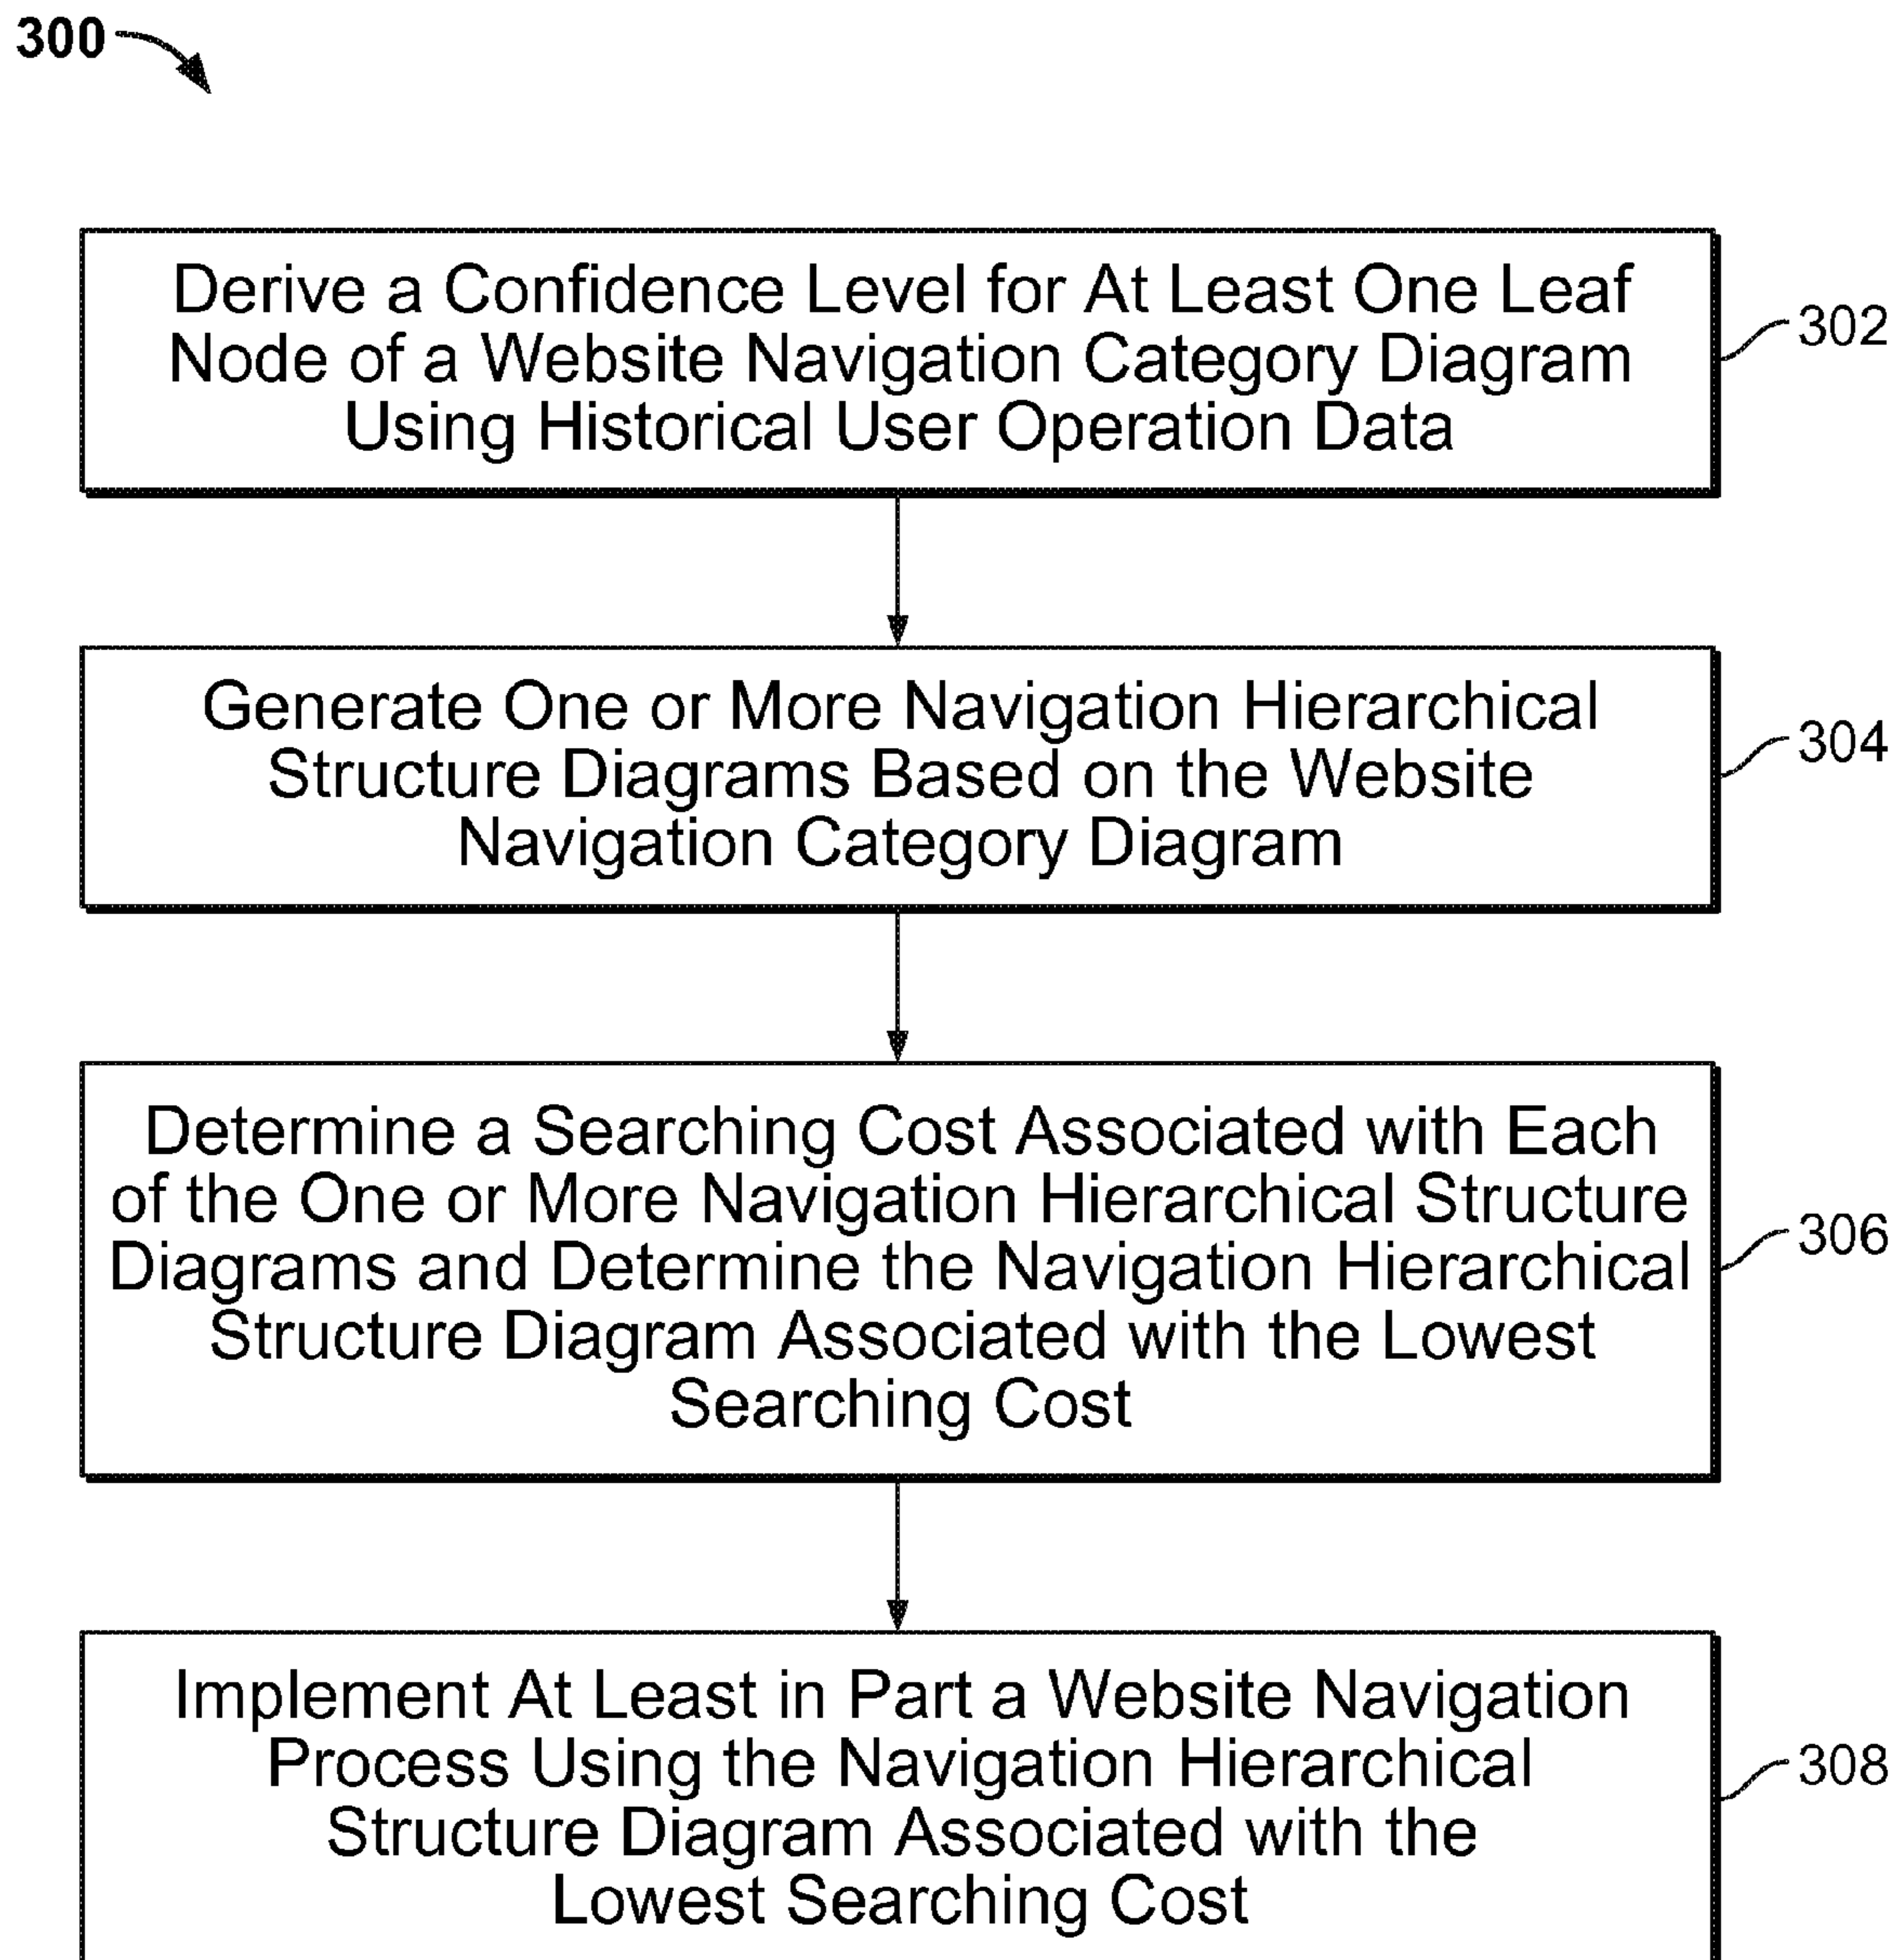 300
Derive a Confidence Level for At Least One Leaf
Node of a Website Navigation Category Diagram
Using Historical User Operation Data
302
Generate One or More Navigation Hierarchical
Structure Diagrams Based on the Website
Navigation Category Diagram
304
Determine a Searching Cost Associated with Each
of the One or More Navigation Hierarchical Structure
Diagrams and Determine the Navigation Hierarchical
Structure Diagram Associated with the Lowest
Searching Cost
306
Implement At Least in Part a Website Navigation
Process Using the Navigation Hierarchical
Structure Diagram Associated with the
Lowest Searching Cost
308